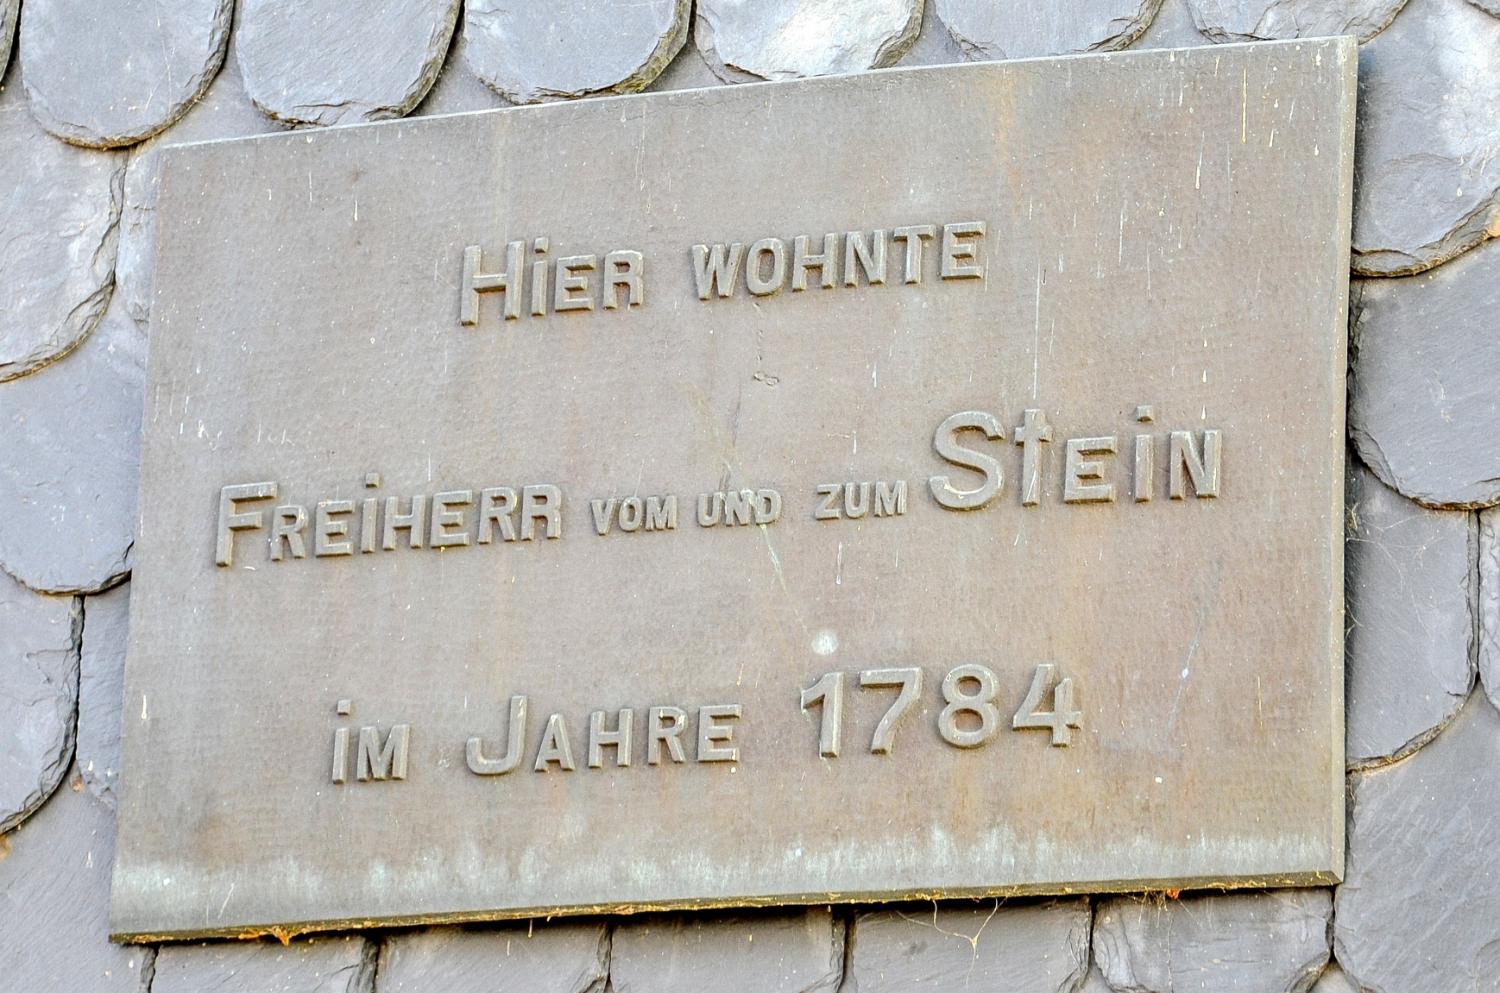 HiER WOHNTE
FREiHERR VOM UND ZUM StEiN
iM JAHRE 1784